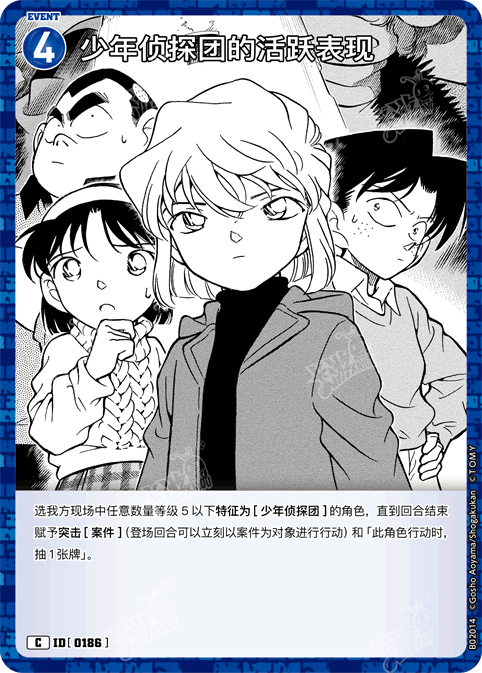 EVENT
4
少年侦探团的活跃表现
选我方现场中任意数量等级 5 以下特征为[ 少年侦探团 ]的角色，直到回合结束
赋予突击[ 案件 ]（登场回合可以立刻以案件为对象进行行动）和「此角色行动时，
抽1张牌」。
C ID[ 0186 ]
B02014 ©Gosho Aoyama/Shogakukan ©TOMY